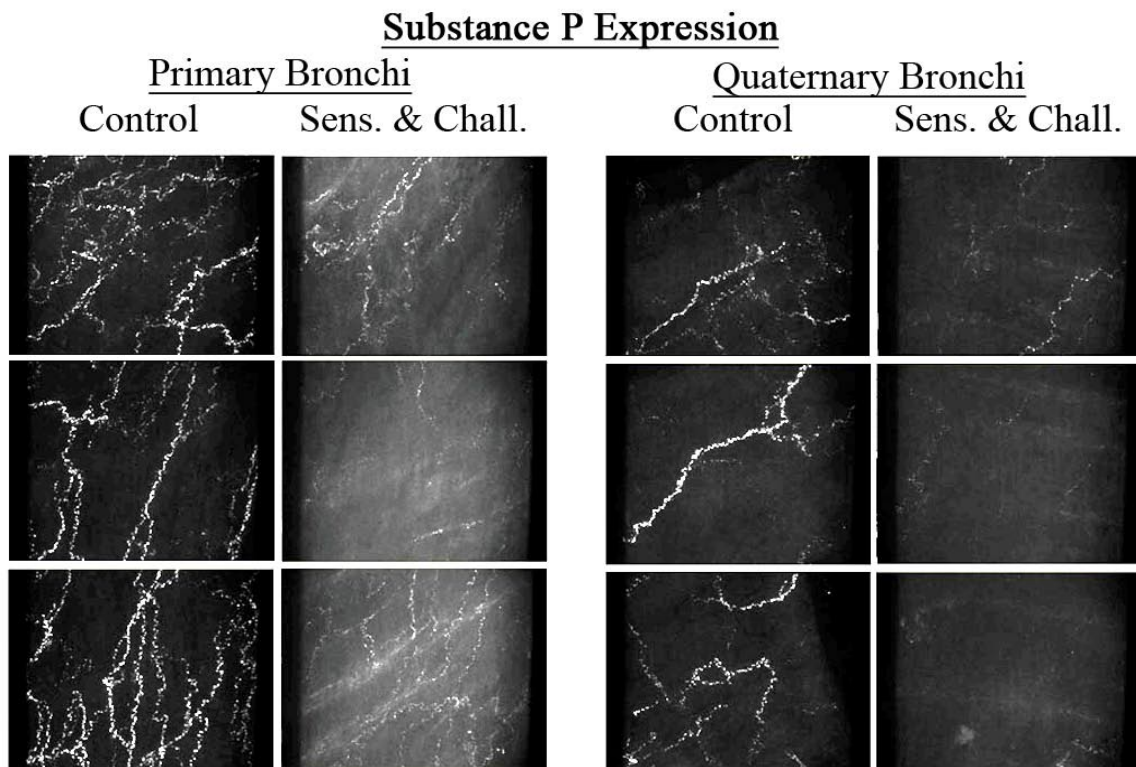 Substance P Expression
Primary Bronchi
Quaternary Bronchi
Control
Sens. & Chall.
Control
Sens. & Chall.